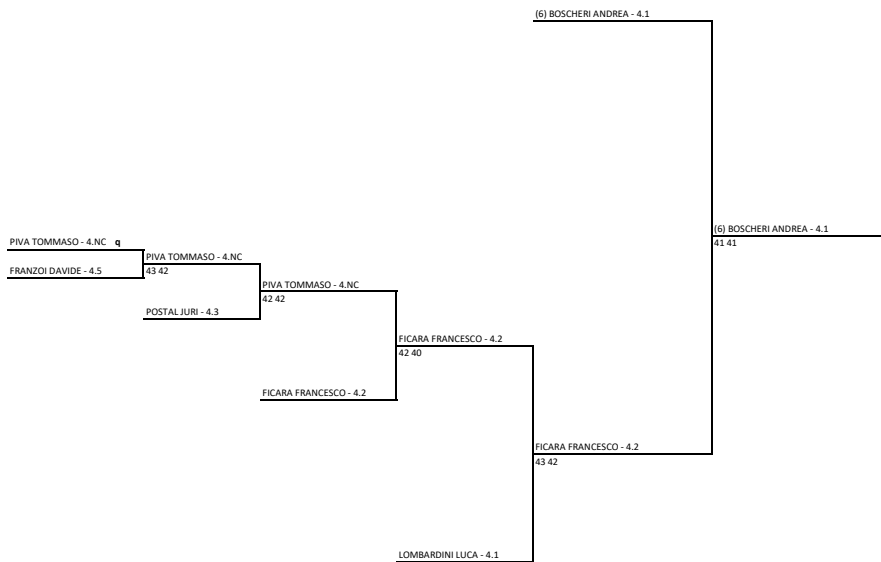 (6) BOSCHERI ANDREA - 4.1
(6) BOSCHERI ANDREA - 4.1
41 41
PIVA TOMMASO - 4.NC q
PIVA TOMMASO - 4.NC
FRANZOI DAVIDE - 4.5
43 42
PIVA TOMMASO - 4.NC
42 42
POSTAL JURI - 4.3
FICARA FRANCESCO - 4.2
42 40
FICARA FRANCESCO - 4.2
FICARA FRANCESCO - 4.2
43 42
LOMBARDINI LUCA - 4.1